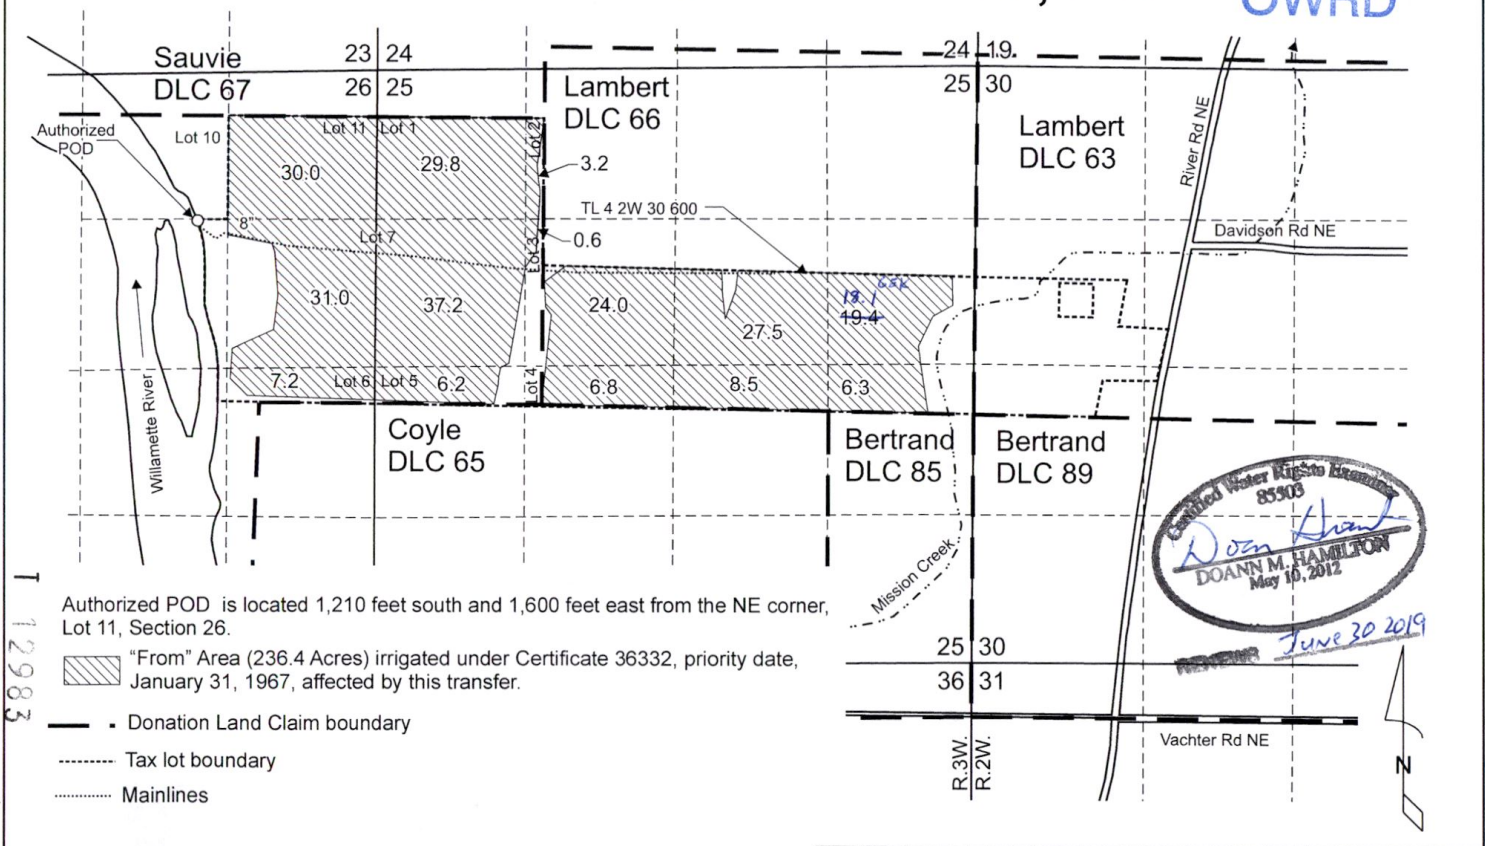 OWRD
Sauvie
DLC 67
23 24
26 25
24 19.
25 30
Lambert
DLC 66
Lambert
DLC 63
River Rd NE
Authorized
POD
Lot 10
Lot 11
Lot 1
Lot 2
30.0
29.8
3.2
TL 4 2W 30 600
8"
Lot 7
Lot 3
0.6
Davidson Rd NE
31.0
37.2
24.0
27.5
18.1 GSK
19.4
7.2
Lot 6
Lot 5
6.2
Lot 4
6.8
8.5
6.3
Willamette River
Coyle
DLC 65
Bertrand
DLC 85
Bertrand
DLC 89
Mission Creek
Certified Water Rights Examiner
85503
DOANN M. HAMILTON
May 10, 2012
June 30 2019
T 12983
Authorized POD is located 1,210 feet south and 1,600 feet east from the NE corner,
Lot 11, Section 26.
“From” Area (236.4 Acres) irrigated under Certificate 36332, priority date,
January 31, 1967, affected by this transfer.
Donation Land Claim boundary
Tax lot boundary
Mainlines
25 30
36 31
R.3W.
R.2W.
Vachter Rd NE
N